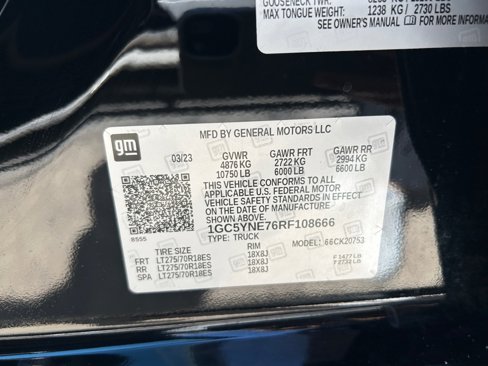 MAX TONGUE WEIGHT: 1238 KG / 2730 LBS
SEE OWNER'S MANUAL FOR MORE INFORMA
gm
MFD BY GENERAL MOTORS LLC
03/23 GVWR GAWR FRT GAWR RR
4876 KG 2722 KG 2994 KG
10750 LB 6000 LB 6600 LB
THIS VEHICLE CONFORMS TO ALL
APPLICABLE U.S. FEDERAL MOTOR
VEHICLE SAFETY STANDARDS IN EFFECT ON
THE DATE OF MANUFACTURE SHOWN ABOVE.
1GC5YNE76RF108666
TYPE: TRUCK MODEL: 66CK20753
TIRE SIZE RIM
FRT LT275/70R18ES 18X8J F1477LB
RR LT275/70R18ES 18X8J
SPA LT275/70R18ES 18X8J